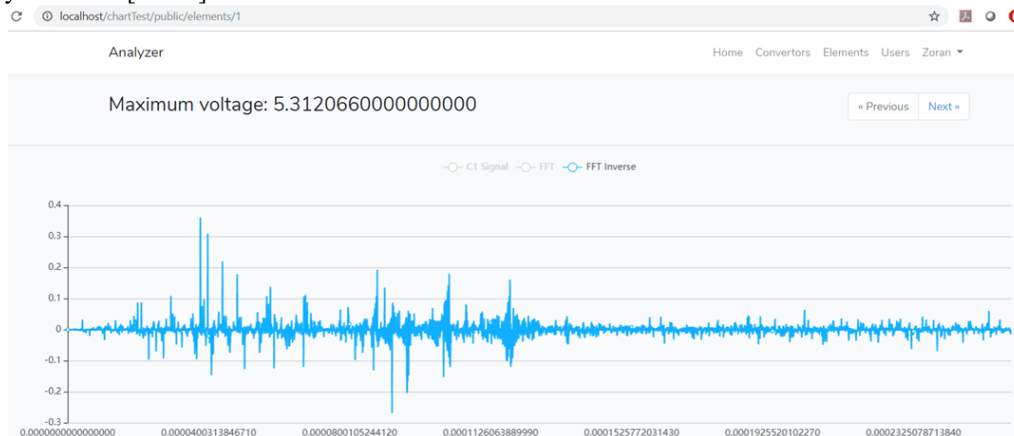 localhost/chartTest/public/elements/1
Analyzer Home Convertors Elements Users Zoran
Maximum voltage: 5.3120660000000000 « Previous Next »
C1 Signal FFT FFT Inverse
0.4
0.3
0.2
0.1
0
-0.1
-0.2
-0.3
0.0000000000000000 0.0000400313846710 0.0000800105244120 0.0001126063889990 0.0001525772031430 0.0001925520102270 0.0002325078713840